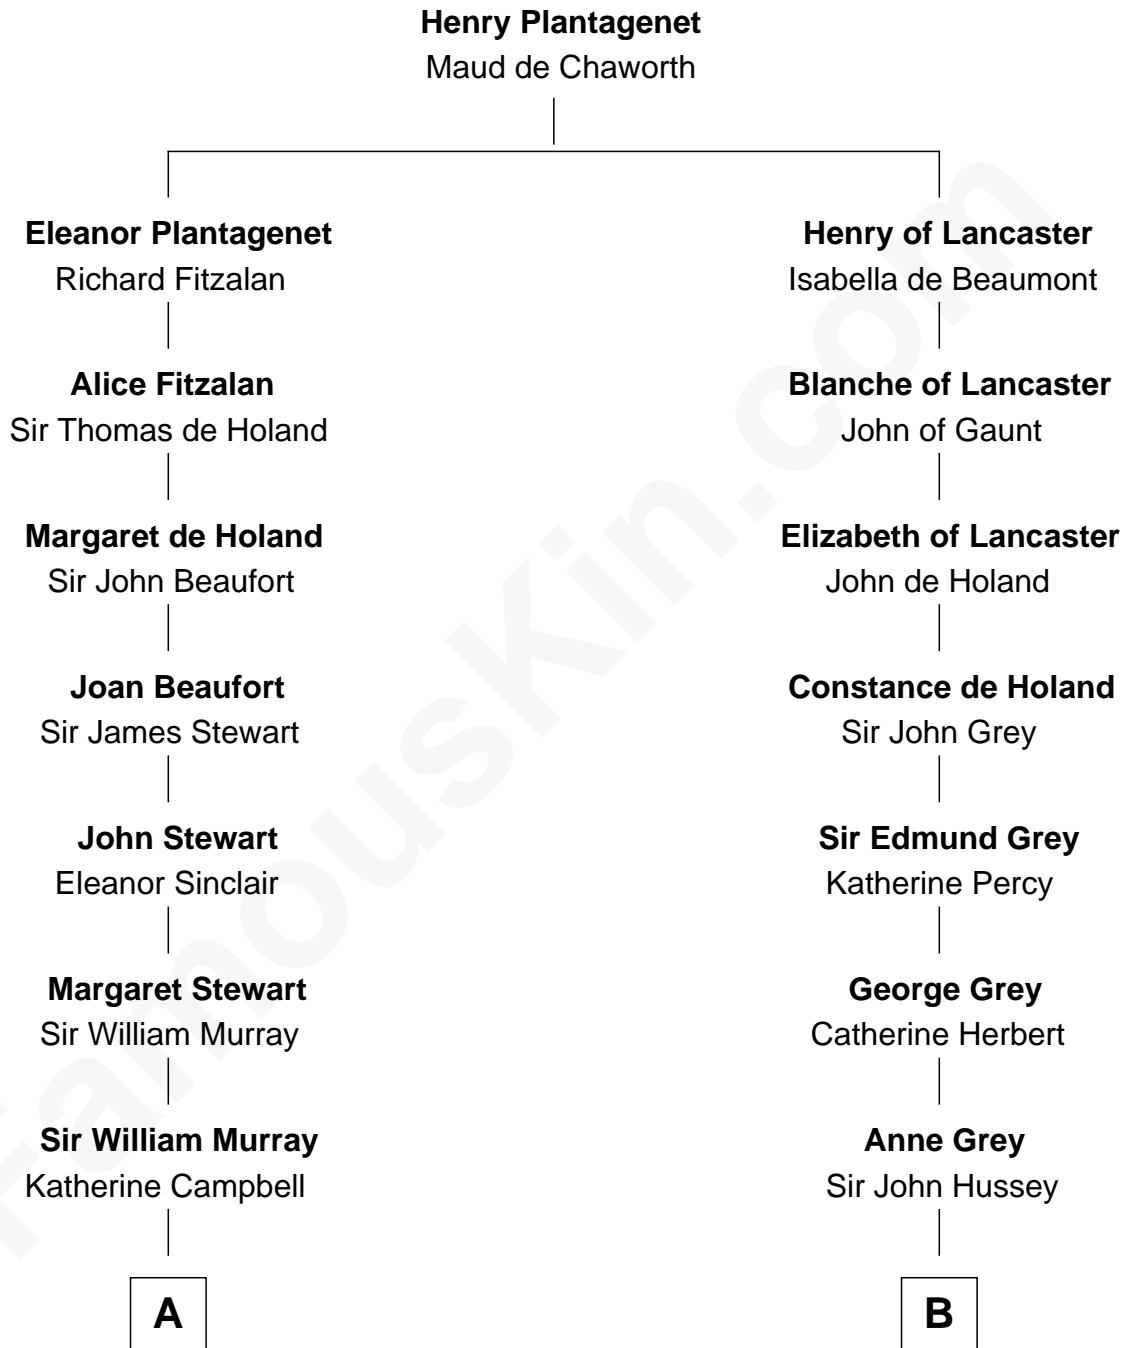 Henry Plantagenet
Maud de Chaworth
Eleanor Plantagenet
Richard Fitzalan
Henry of Lancaster
Isabella de Beaumont
Alice Fitzalan
Sir Thomas de Holand
Blanche of Lancaster
John of Gaunt
Margaret de Holand
Sir John Beaufort
Elizabeth of Lancaster
John de Holand
Joan Beaufort
Sir James Stewart
Constance de Holand
Sir John Grey
John Stewart
Eleanor Sinclair
Sir Edmund Grey
Katherine Percy
Margaret Stewart
Sir William Murray
George Grey
Catherine Herbert
Sir William Murray
Katherine Campbell
Anne Grey
Sir John Hussey
A
B
FamousKin.com